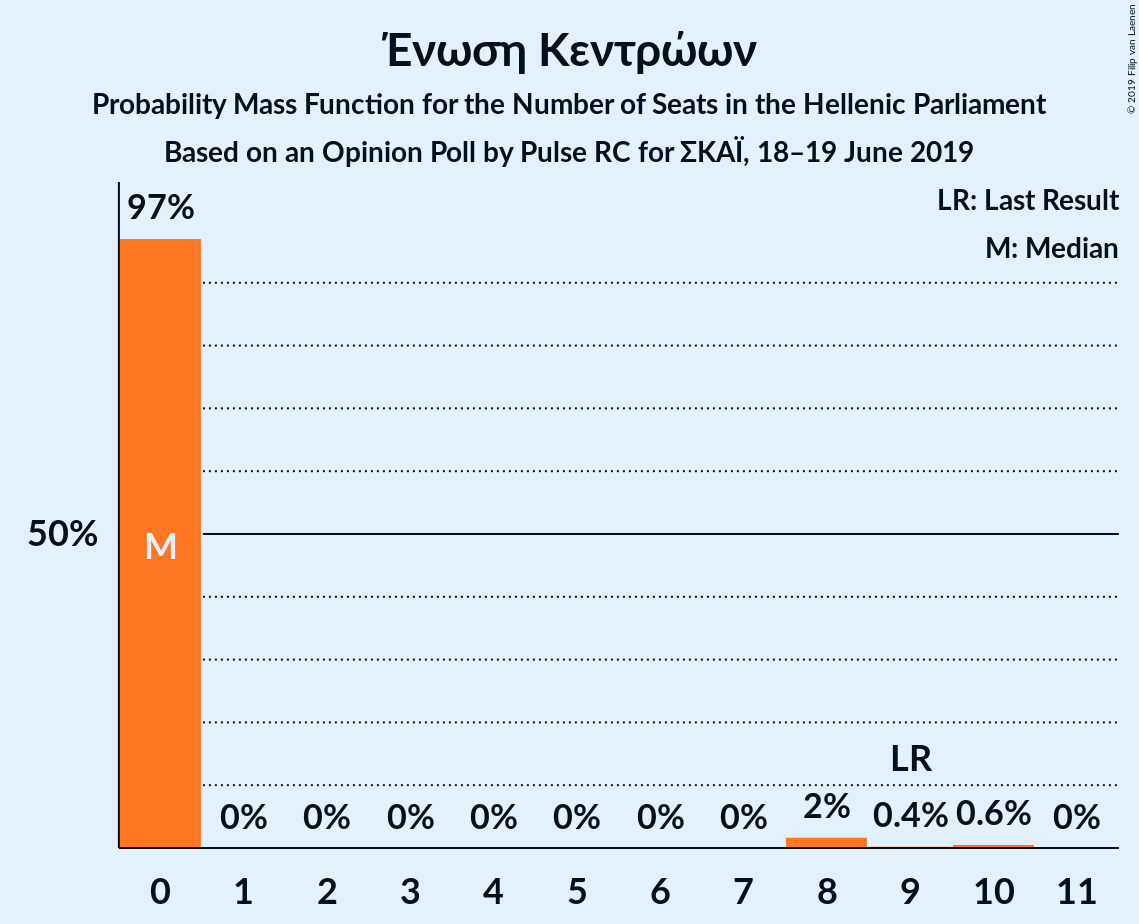 Ένωση Κεντρώων
Probability Mass Function for the Number of Seats in the Hellenic Parliament
Based on an Opinion Poll by Pulse RC for ΣΚΑΪ, 18–19 June 2019
© 2019 Filip van Laenen
LR: Last Result
M: Median
97%
50%
M
LR
0% 0% 0% 0% 0% 0% 0% 2% 0.4% 0.6% 0%
0 1 2 3 4 5 6 7 8 9 10 11